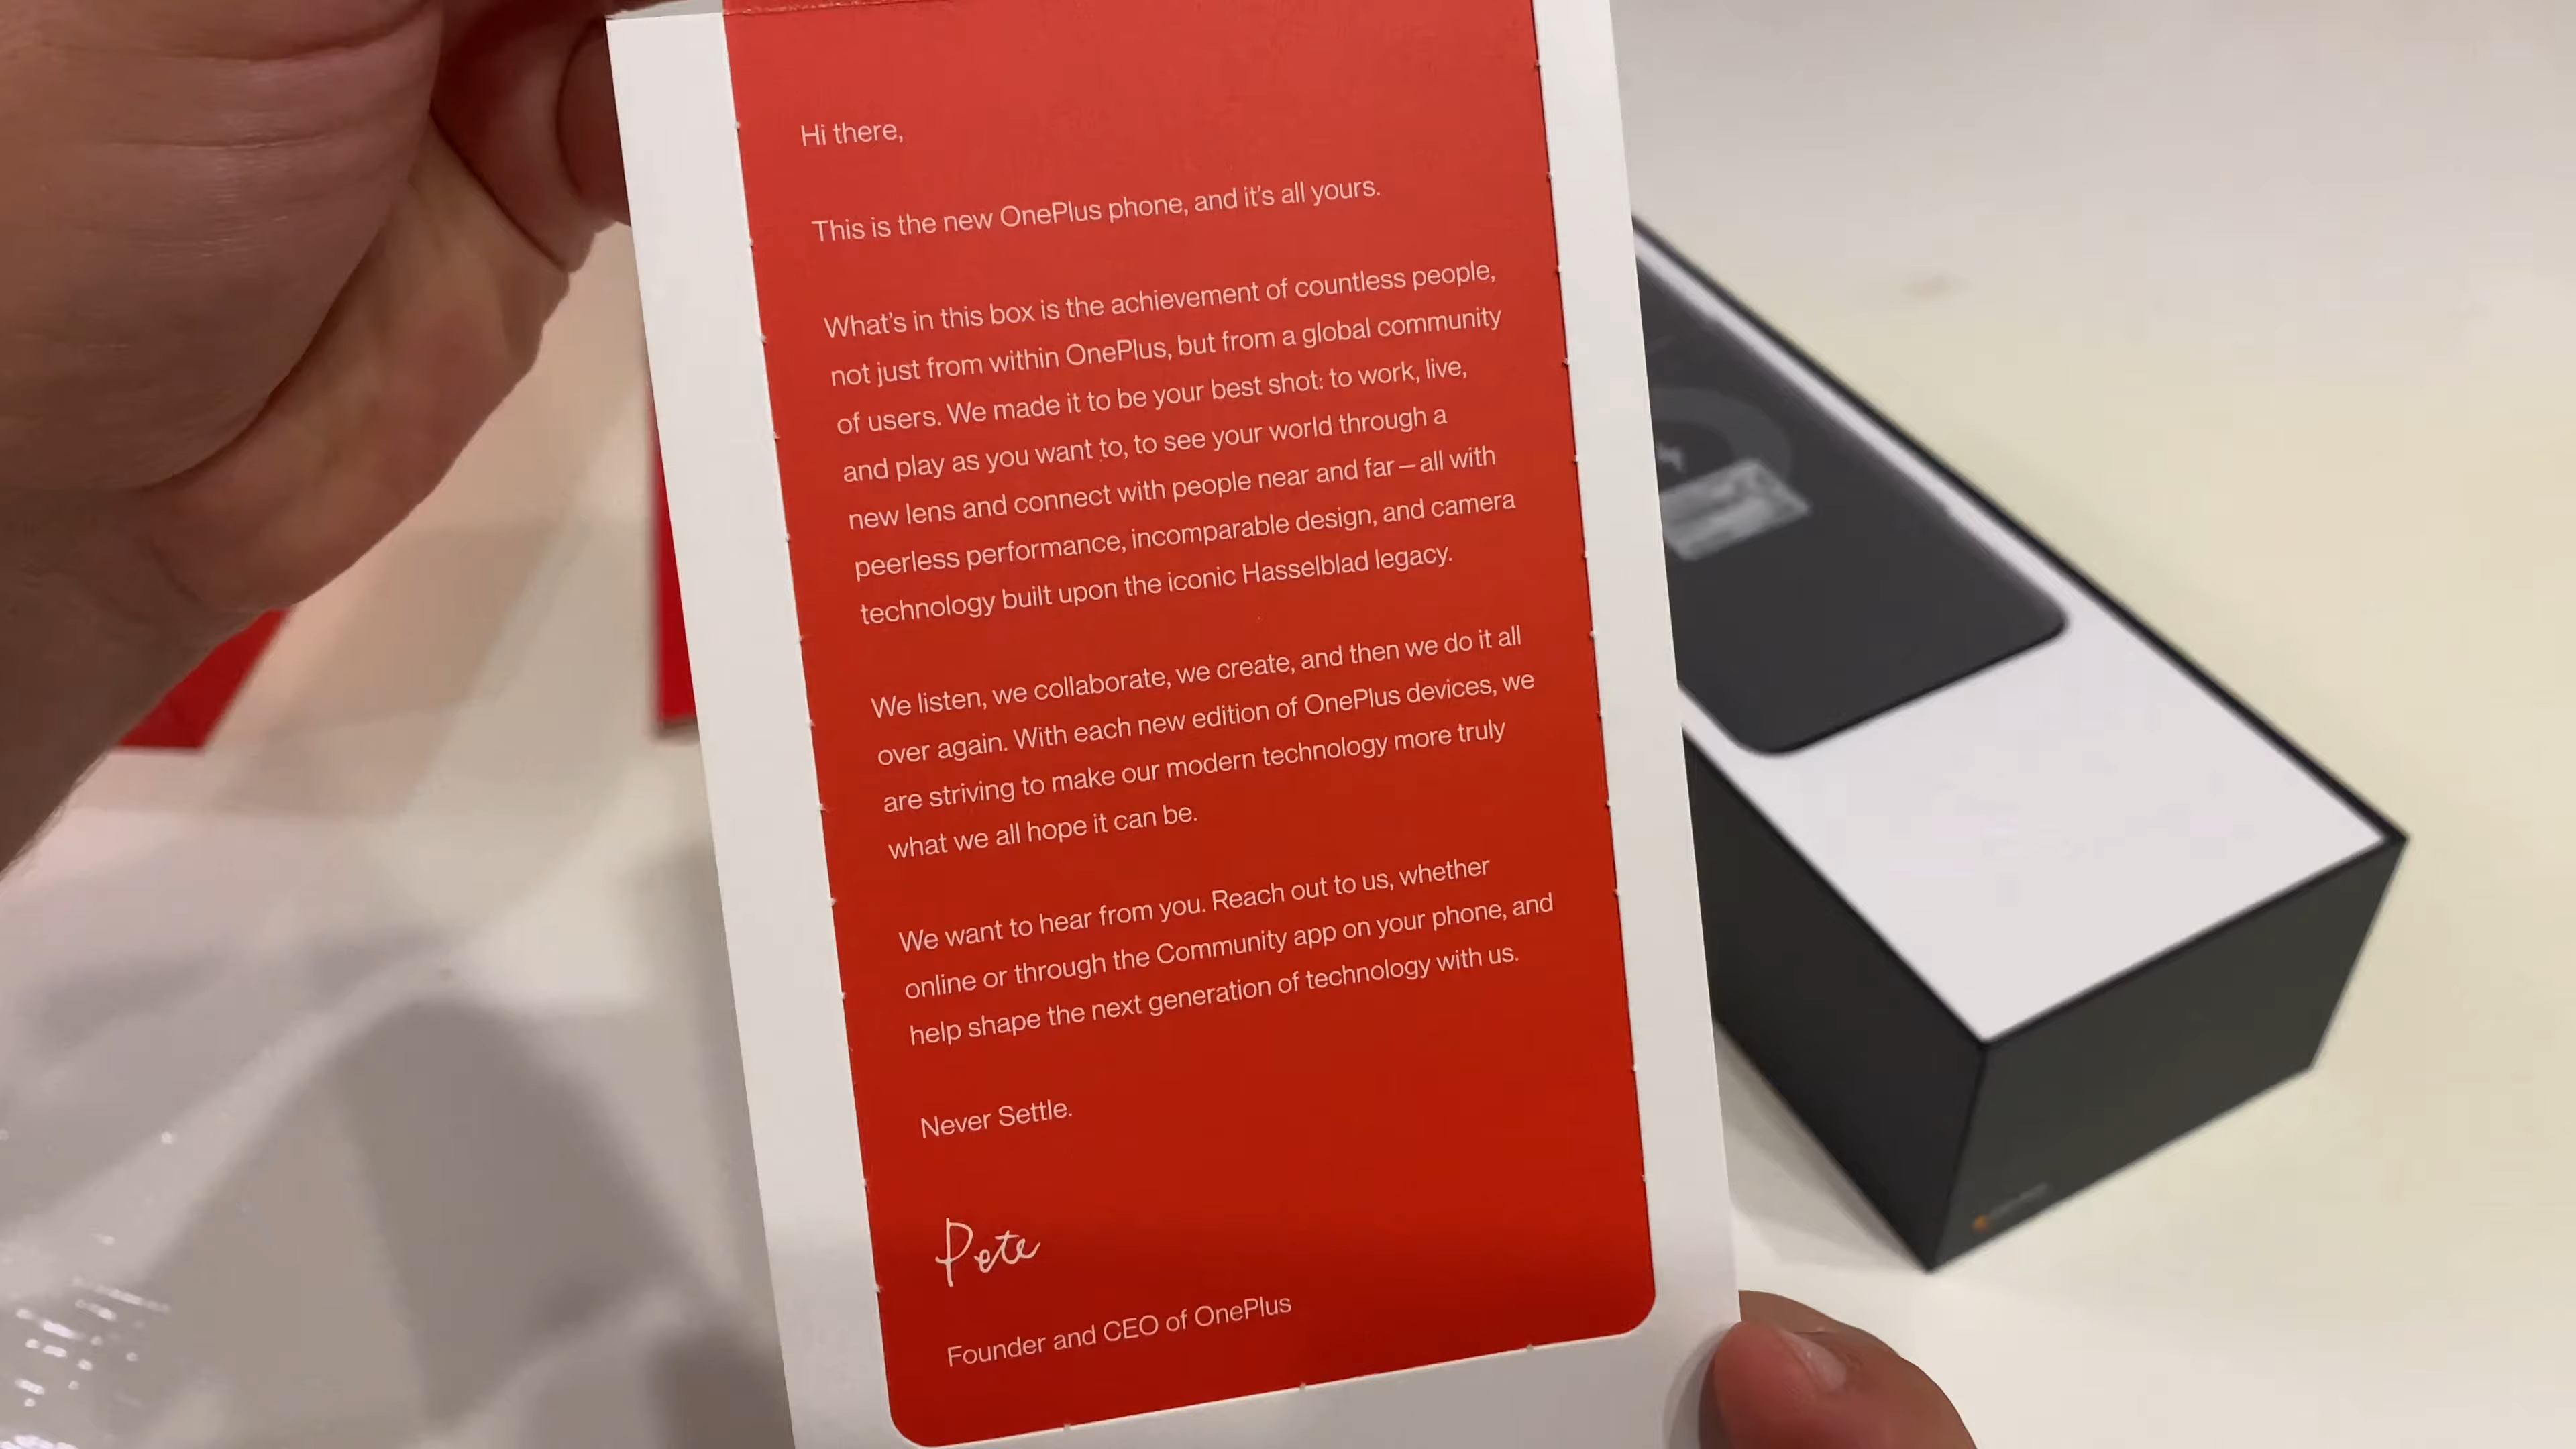 Hi there,
This is the new OnePlus phone, and it's all yours.
What's in this box is the achievement of countless people,
not just from within OnePlus, but from a global community
of users. We made it to be your best shot: to work, live,
and play as you want to, to see your world through a
new lens and connect with people near and far – all with
peerless performance, incomparable design, and camera
technology built upon the iconic Hasselblad legacy.
We listen, we collaborate, we create, and then we do it all
over again. With each new edition of OnePlus devices, we
are striving to make our modern technology more truly
what we all hope it can be.
We want to hear from you. Reach out to us, whether
online or through the Community app on your phone, and
help shape the next generation of technology with us.
Never Settle.
Pete
Founder and CEO of OnePlus